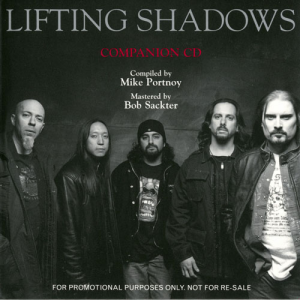 LIFTING SHADOWS
COMPANION CD
Compiled by
Mike Portnoy
Mastered by
Bob Sackter
FOR PROMOTIONAL PURPOSES ONLY. NOT FOR RE-SALE